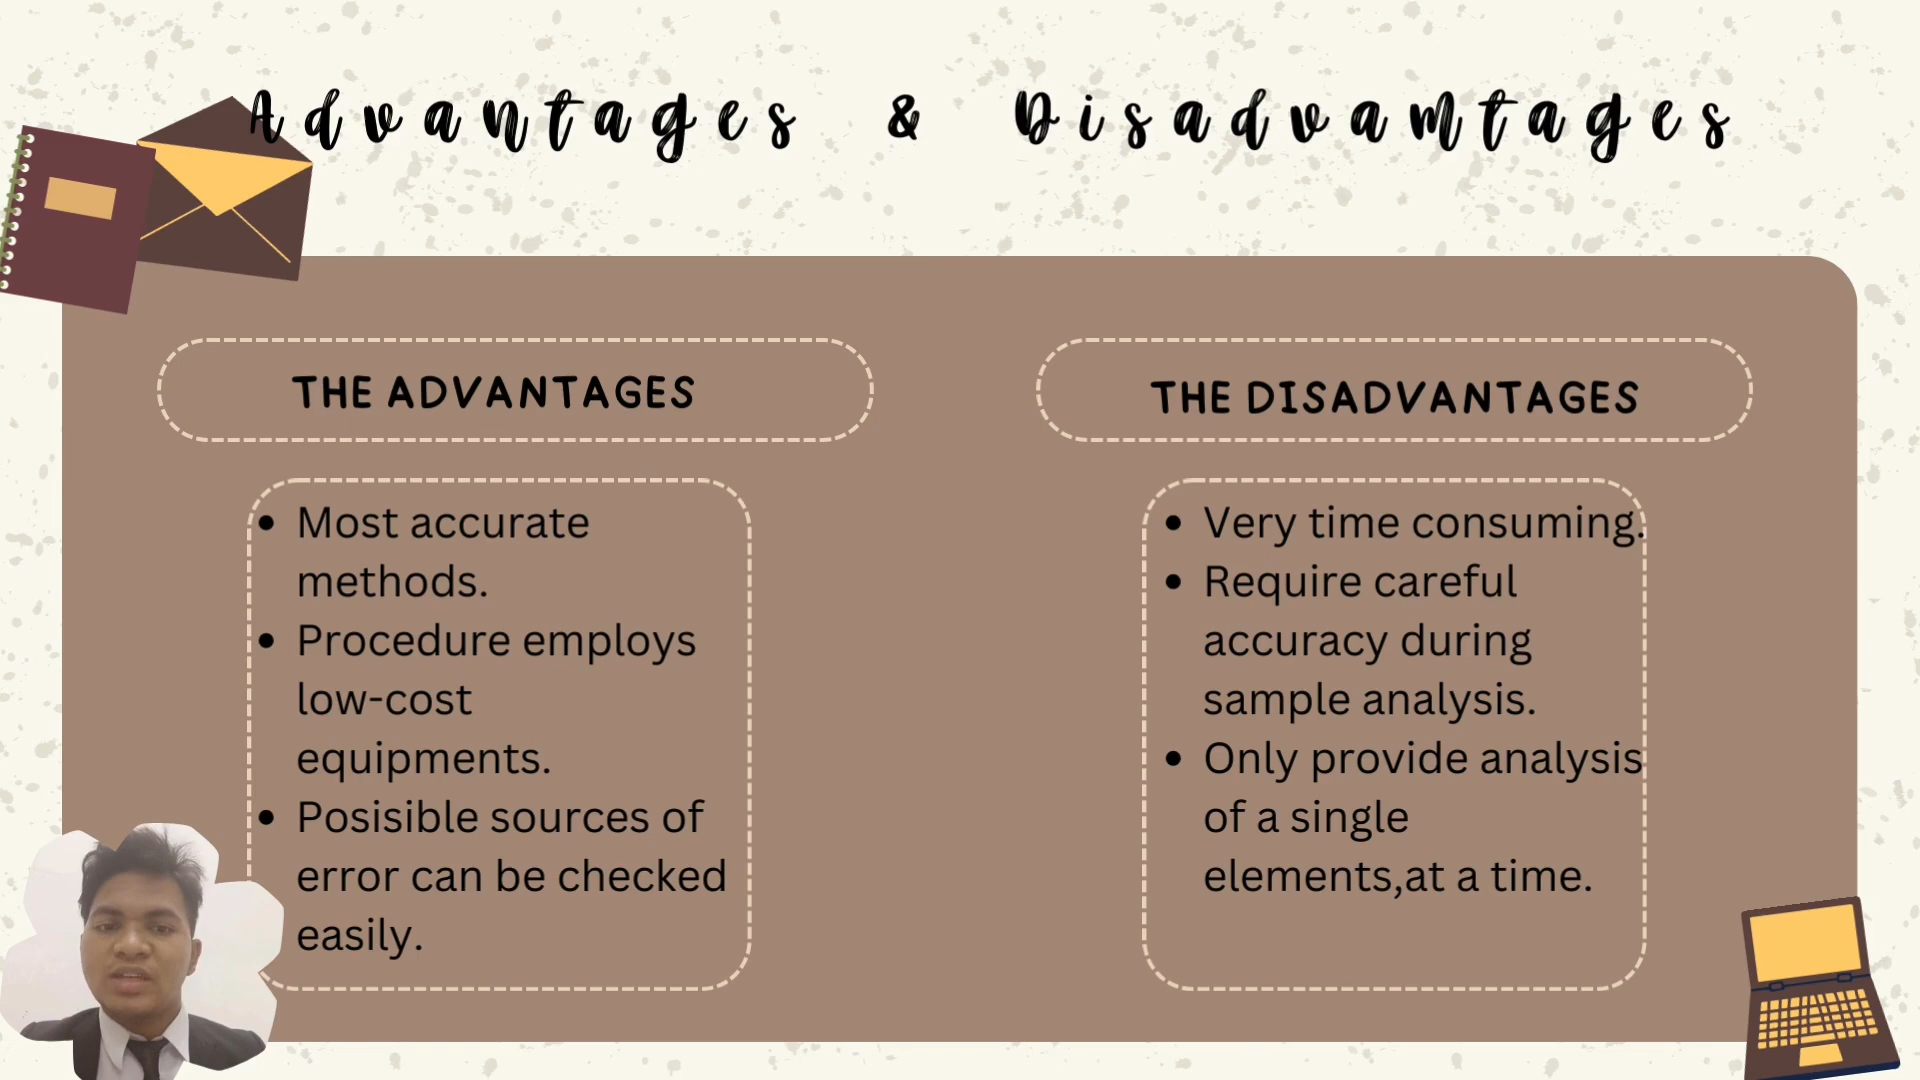 Advantages & Disadvamtages
THE ADVANTAGES
Most accurate
methods.
Procedure employs
low-cost
equipments.
Posisible sources of
error can be checked
easily.
THE DISADVANTAGES
Very time consuming.
Require careful
accuracy during
sample analysis.
Only provide analysis
of a single
elements,at a time.